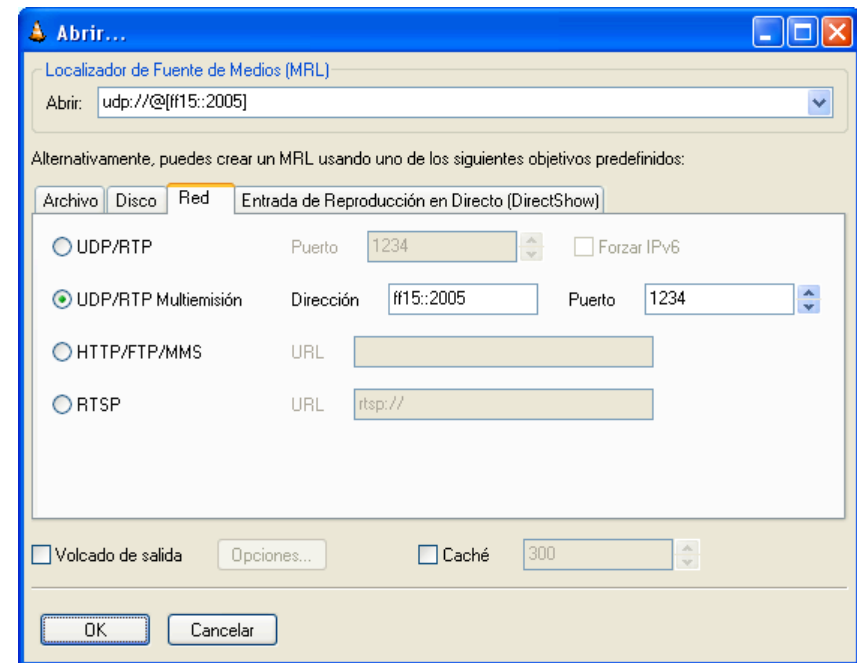 Abrir...
Localizador de Fuente de Medios (MRL)
Abrir: udp://@[ff15::2005]
Alternativamente, puedes crear un MRL usando uno de los siguientes objetivos predefinidos:
Archivo Disco Red Entrada de Reproducción en Directo (DirectShow)
UDP/RTP Puerto 1234 Forzar IPv6
UDP/RTP Multiemisión Dirección ff15::2005 Puerto 1234
HTTP/FTP/MMS URL
RTSP URL rtsp://
Volcado de salida Opciones... Caché 300
OK Cancelar